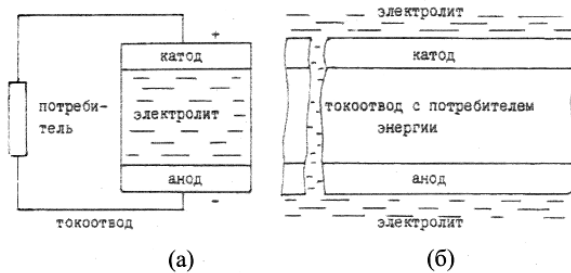 +
катод
потреби-
тель
электролит
анод
-
токоотвод
(а)
электролит
катод
токоотвод с потребителем
энергии
анод
электролит
(б)